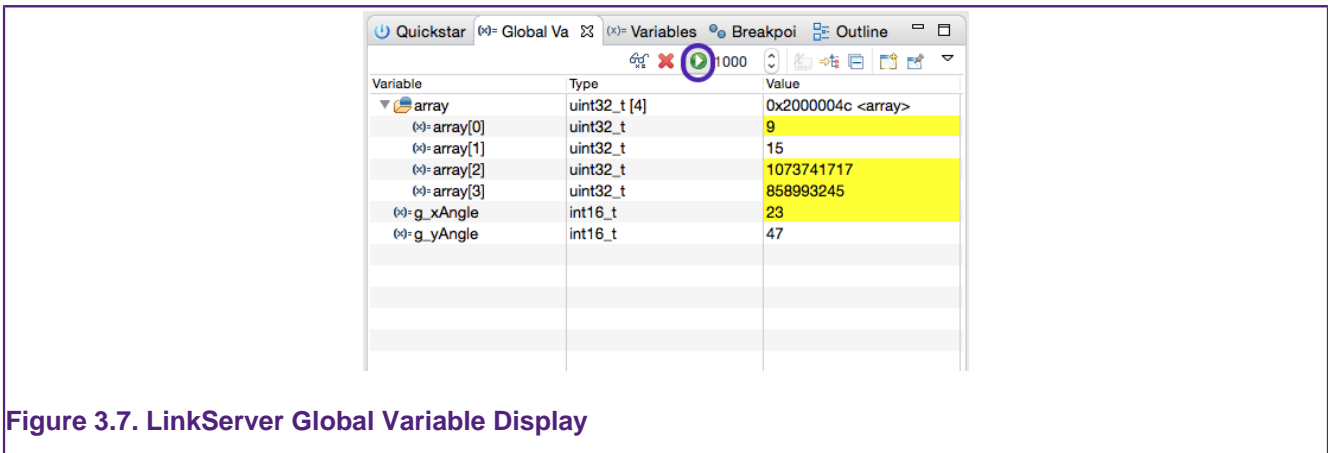 Quickstar (x)= Global Va (x)= Variables Breakpoi Outline
1000
Variable Type Value
array uint32_t [4] 0x2000004c <array>
(x)= array[0] uint32_t 9
(x)= array[1] uint32_t 15
(x)= array[2] uint32_t 1073741717
(x)= array[3] uint32_t 858993245
(x)= g_xAngle int16_t 23
(x)= g_yAngle int16_t 47
Figure 3.7. LinkServer Global Variable Display